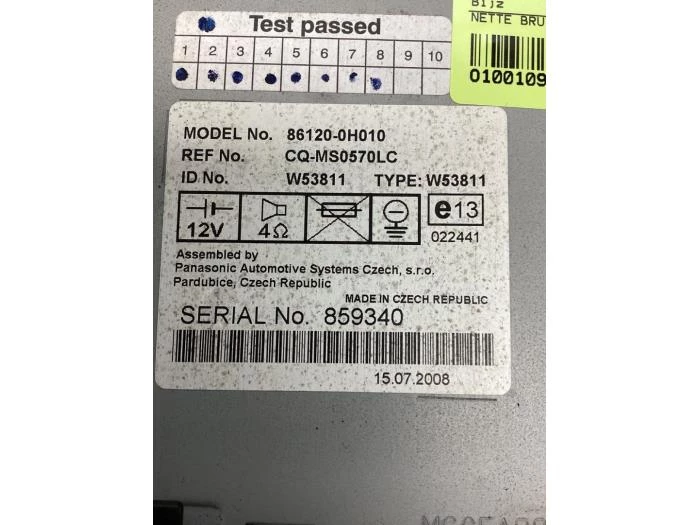 Test passed
1 2 3 4 5 6 7 8 9 10
NETTE BRU
0100109
MODEL No. 86120-0H010
REF No. CQ-MS0570LC
ID No. W53811 TYPE: W53811
12V 4Ω e13
022441
Assembled by
Panasonic Automotive Systems Czech, s.r.o.
Pardubice, Czech Republic
MADE IN CZECH REPUBLIC
SERIAL No. 859340
15.07.2008